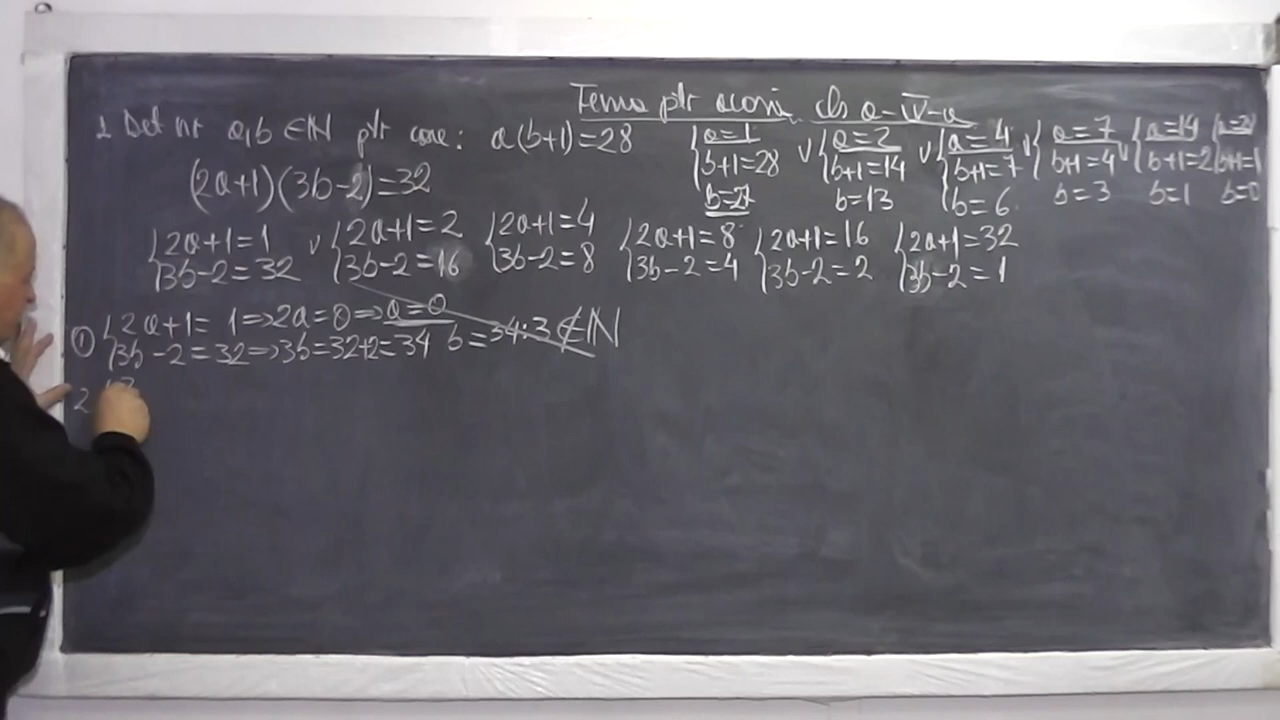 Tema ptr acasă cls a-IV-a
1 Det nr a,b ∈ ℕ ptr care: a(b+1)=28 {a=1 v {a=2 v {a=4 v {a=7 v {a=14 {a=28
b+1=28 b+1=14 b+1=7 b+1=4 b+1=2 b+1=1
b=27 b=13 b=6 b=3 b=1 b=0
(2a+1)(3b-2)=32
{2a+1=1 v {2a+1=2 {2a+1=4 {2a+1=8 {2a+1=16 {2a+1=32
3b-2=32 3b-2=16 3b-2=8 3b-2=4 3b-2=2 3b-2=1
① {2a+1= 1⇒2a=0⇒a=0
3b-2=32⇒3b=32+2=34 b=34:3∉ℕ
2